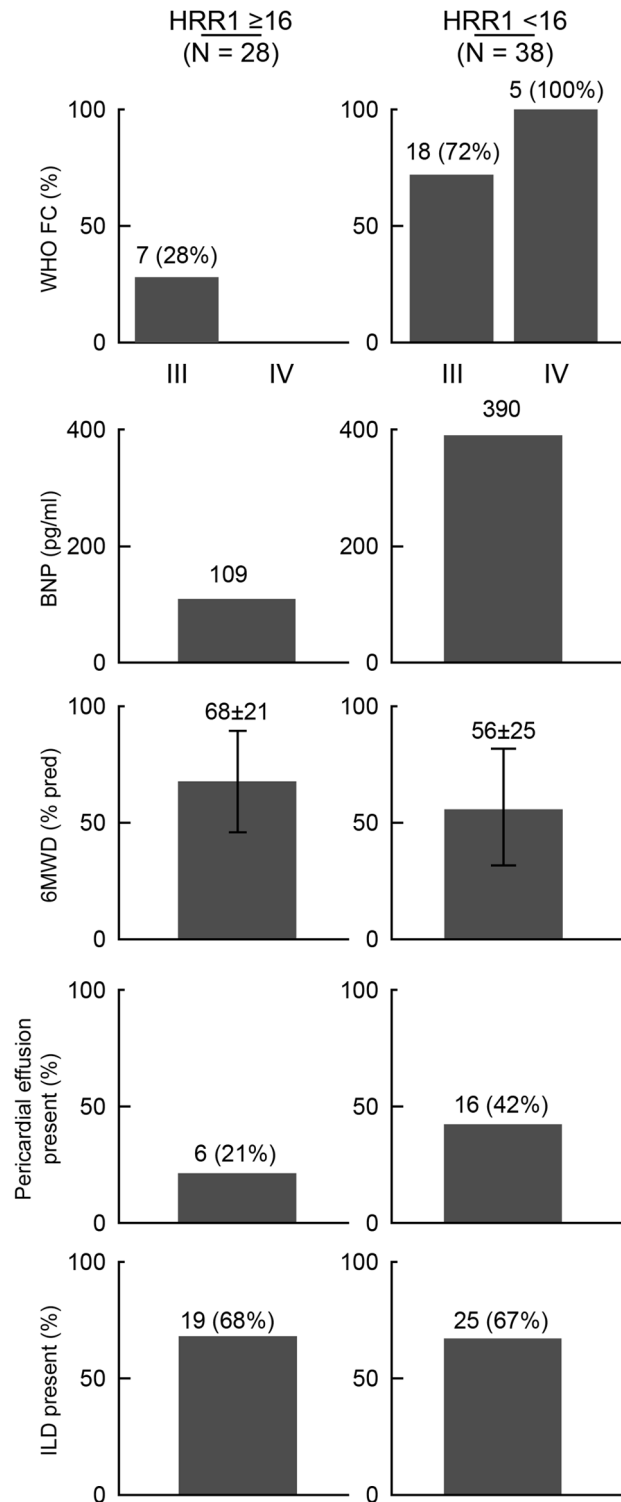 HRR1 ≥16
(N = 28)
HRR1 <16
(N = 38)
WHO FC (%)
100
50
0
7 (28%)
III
IV
100
50
0
18 (72%)
5 (100%)
III
IV
BNP (pg/ml)
400
200
0
109
400
200
0
390
6MWD (% pred)
100
50
0
68±21
100
50
0
56±25
Pericardial effusion
present (%)
100
50
0
6 (21%)
100
50
0
16 (42%)
ILD present (%)
100
50
0
19 (68%)
100
50
0
25 (67%)